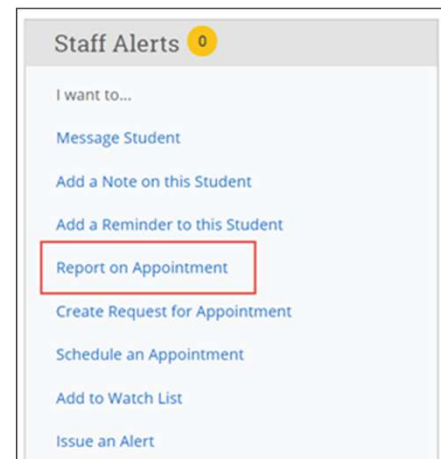 Staff Alerts 0
I want to...
Message Student
Add a Note on this Student
Add a Reminder to this Student
Report on Appointment
Create Request for Appointment
Schedule an Appointment
Add to Watch List
Issue an Alert